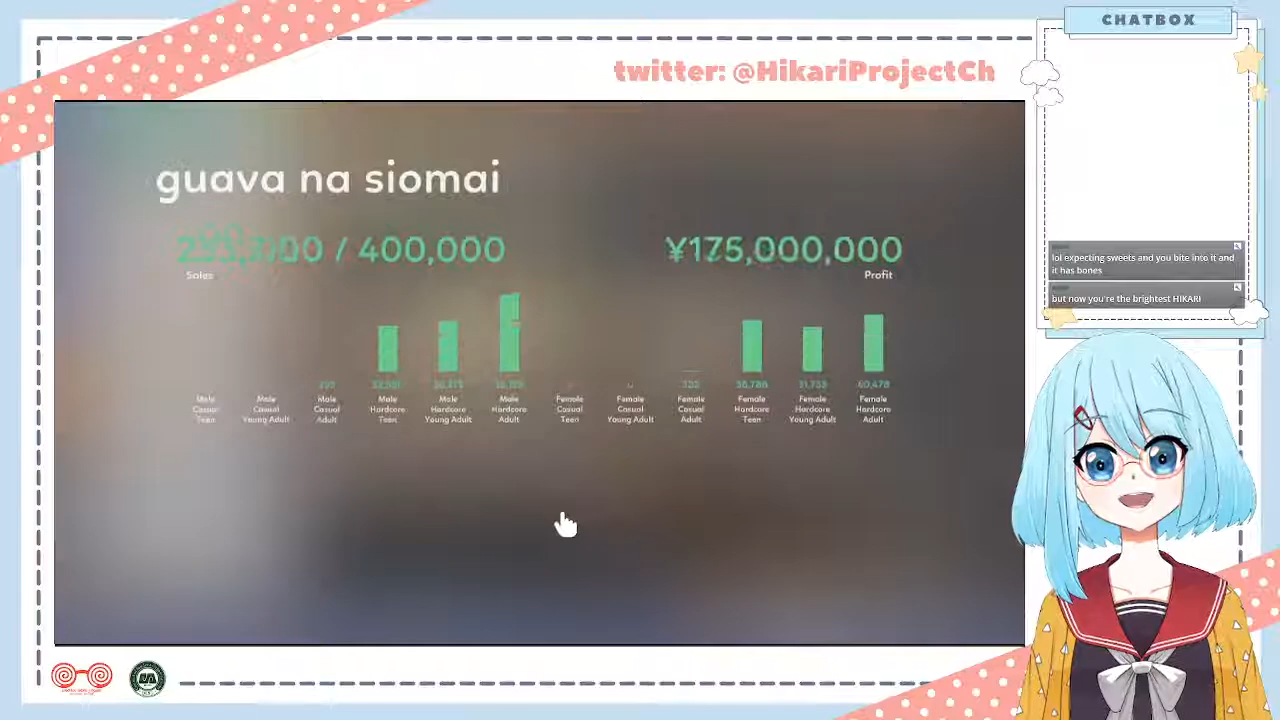 CHATBOX
twitter: @HikariProjectCh
guava na siomai
/ 400,000
¥175,000,000
Sales
Profit
lol expecting sweets and you bite into it and
it has bones
but now you're the brightest HIKARI
322
60,478
Male Casual Teen
Male Casual Young Adult
Male Casual Adult
Male Hardcore Teen
Male Hardcore Young Adult
Male Hardcore Adult
Female Casual Teen
Female Casual Young Adult
Female Casual Adult
Female Hardcore Teen
Female Hardcore Young Adult
Female Hardcore Adult